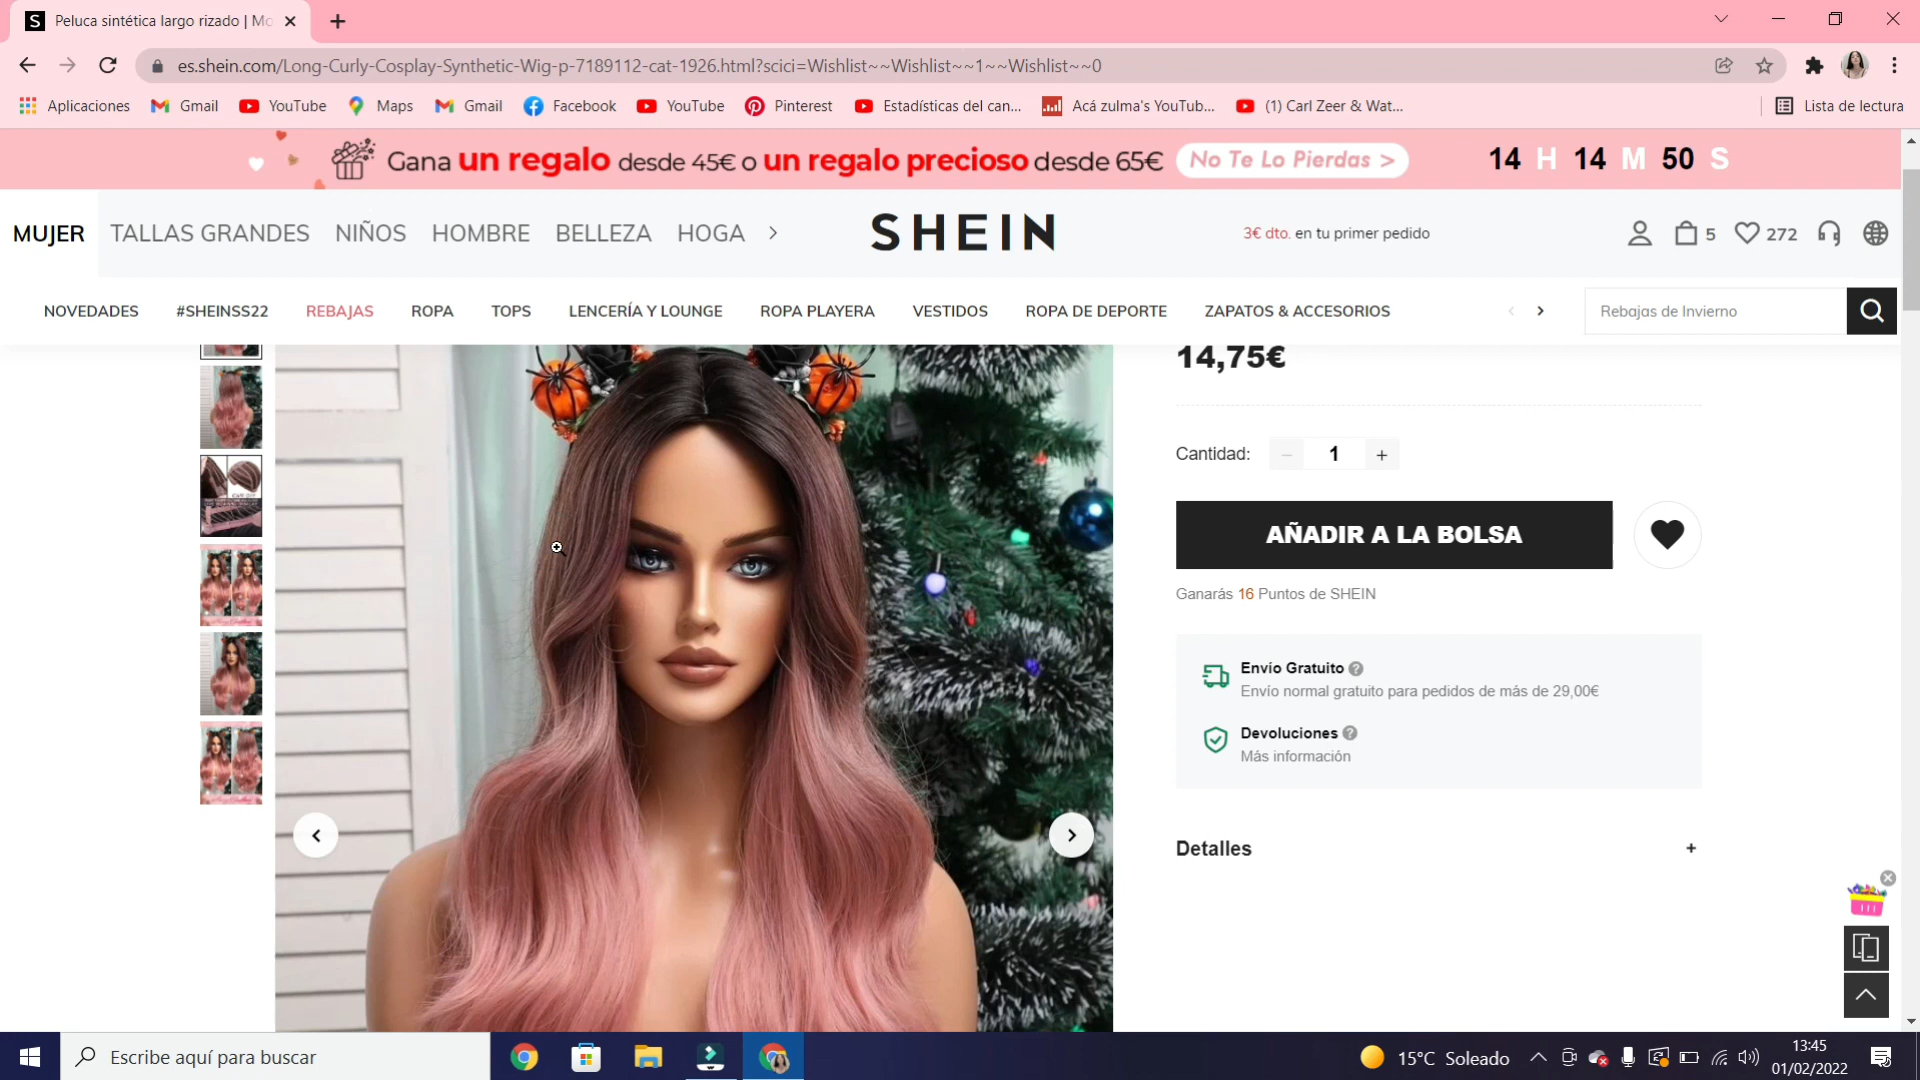 S Peluca sintética largo rizado | Mo
es.shein.com/Long-Curly-Cosplay-Synthetic-Wig-p-7189112-cat-1926.html?scici=Wishlist~~Wishlist~~1~~Wishlist~~0
Aplicaciones Gmail YouTube Maps Gmail Facebook YouTube Pinterest Estadísticas del can... Acá zulma's YouTub... (1) Carl Zeer & Wat... Lista de lectura
Gana un regalo desde 45€ o un regalo precioso desde 65€ No Te Lo Pierdas > 14 H 14 M 50 S
MUJER TALLAS GRANDES NIÑOS HOMBRE BELLEZA HOGA SHEIN 3€ dto. en tu primer pedido 5 272
NOVEDADES #SHEINSS22 REBAJAS ROPA TOPS LENCERÍA Y LOUNGE ROPA PLAYERA VESTIDOS ROPA DE DEPORTE ZAPATOS & ACCESORIOS Rebajas de Invierno
14,75€
Cantidad: − 1 +
AÑADIR A LA BOLSA
Ganarás 16 Puntos de SHEIN
Envío Gratuito ?
Envío normal gratuito para pedidos de más de 29,00€
Devoluciones ?
Más información
Detalles +
Escribe aquí para buscar 15°C Soleado 13:45
01/02/2022